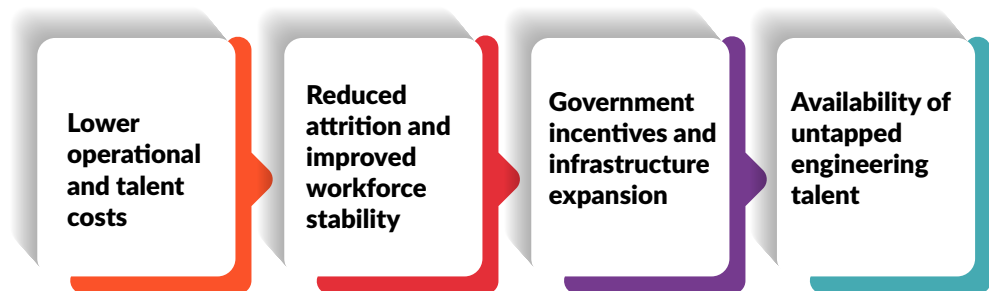 Lower
operational
and talent
costs
Reduced
attrition and
improved
workforce
stability
Government
incentives and
infrastructure
expansion
Availability of
untapped
engineering
talent